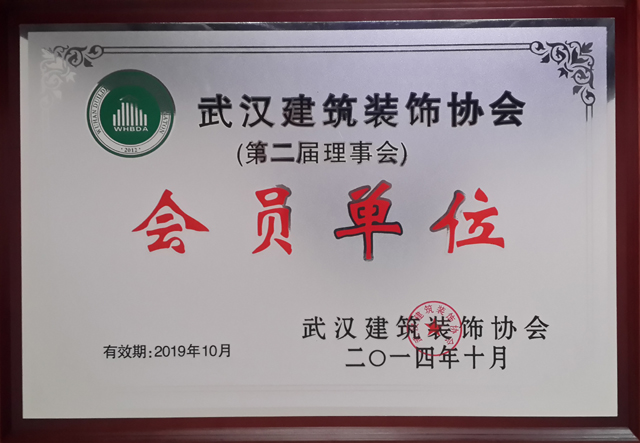 武汉建筑装饰协会
(第二届理事会)
会员单位
武汉建筑装饰协会
二〇一四年十月
有效期:2019年10月
WHBDA
·2012·